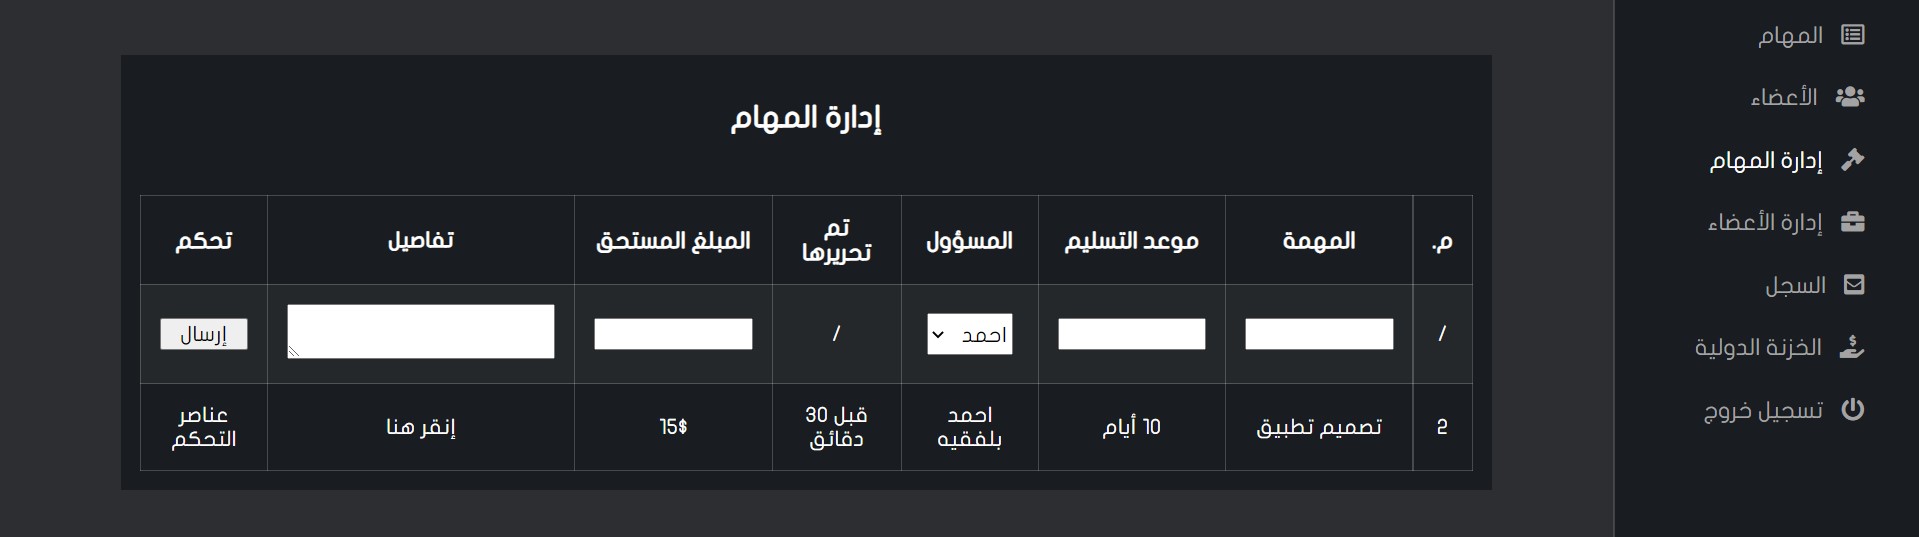 المهام
الأعضاء
إدارة المهام
إدارة الأعضاء
السجل
الخزنة الدولية
تسجيل خروج
إدارة المهام
م.
المهمة
موعد التسليم
المسؤول
تم
تحريرها
المبلغ المستحق
تفاصيل
تحكم
/
احمد
/
إرسال
2
تصميم تطبيق
10 أيام
احمد
بلفقيه
قبل 30
دقائق
15$
إنقر هنا
عناصر
التحكم